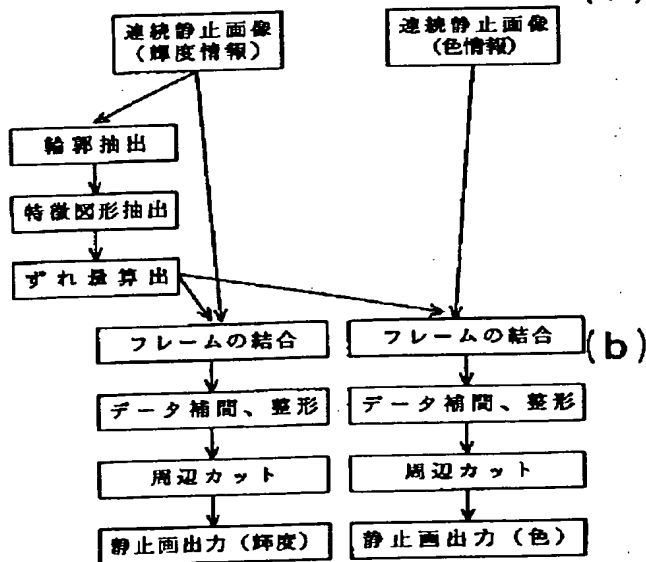 連続静止画像
(輝度情報)
連続静止画像
(色情報)
輪郭抽出
特徴図形抽出
ずれ量算出
フレームの結合
フレームの結合
(b)
データ補間、整形
データ補間、整形
周辺カット
周辺カット
静止画出力(輝度)
静止画出力(色)